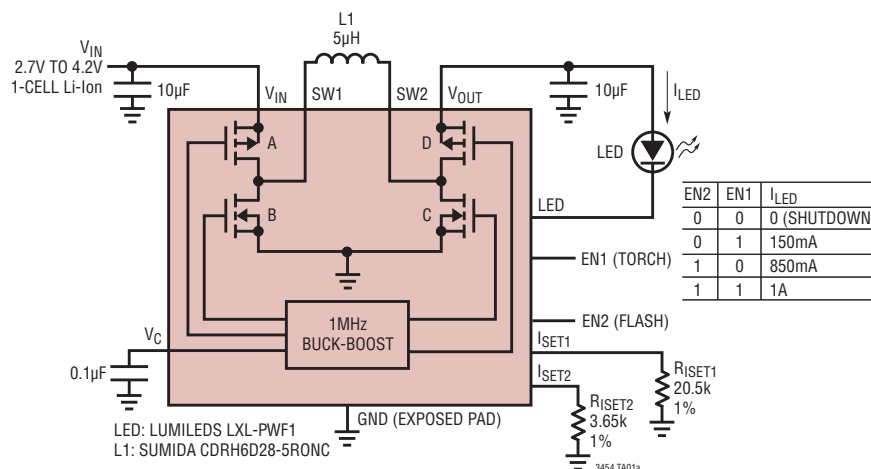 L1
5µH
VIN
2.7V TO 4.2V
1-CELL Li-Ion
10µF
VIN
SW1
SW2
VOUT
10µF
ILED
A
D
LED
B
C
LED
EN2 EN1 ILED
0 0 0 (SHUTDOWN
0 1 150mA
1 0 850mA
1 1 1A
EN1 (TORCH)
EN2 (FLASH)
1MHz
BUCK-BOOST
VC
0.1µF
ISET1
ISET2
RISET1
20.5k
1%
RISET2
3.65k
1%
GND (EXPOSED PAD)
LED: LUMILEDS LXL-PWF1
L1: SUMIDA CDRH6D28-5RONC
3454 TA01a